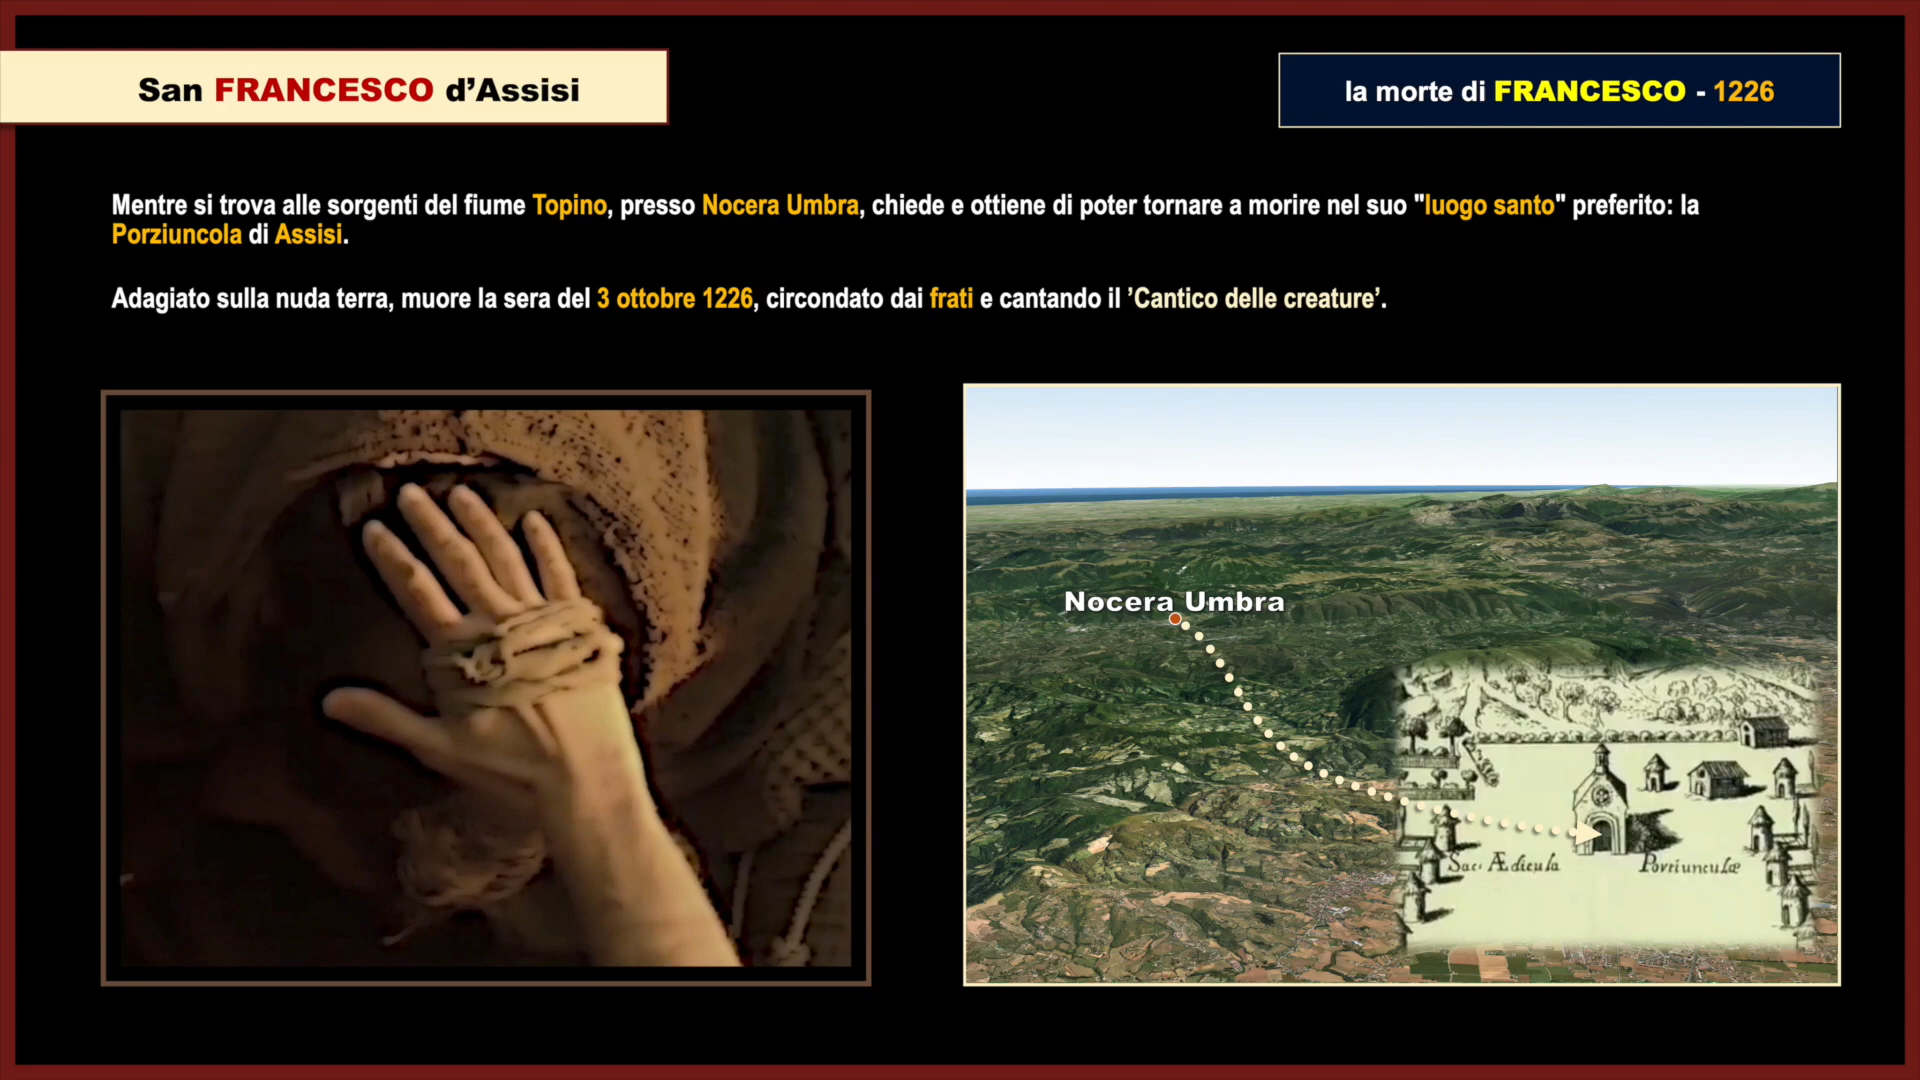 San FRANCESCO d’Assisi
la morte di FRANCESCO - 1226
Mentre si trova alle sorgenti del fiume Topino, presso Nocera Umbra, chiede e ottiene di poter tornare a morire nel suo "luogo santo" preferito: la
Porziuncola di Assisi.
Adagiato sulla nuda terra, muore la sera del 3 ottobre 1226, circondato dai frati e cantando il ’Cantico delle creature’.
Nocera Umbra
Ædicula